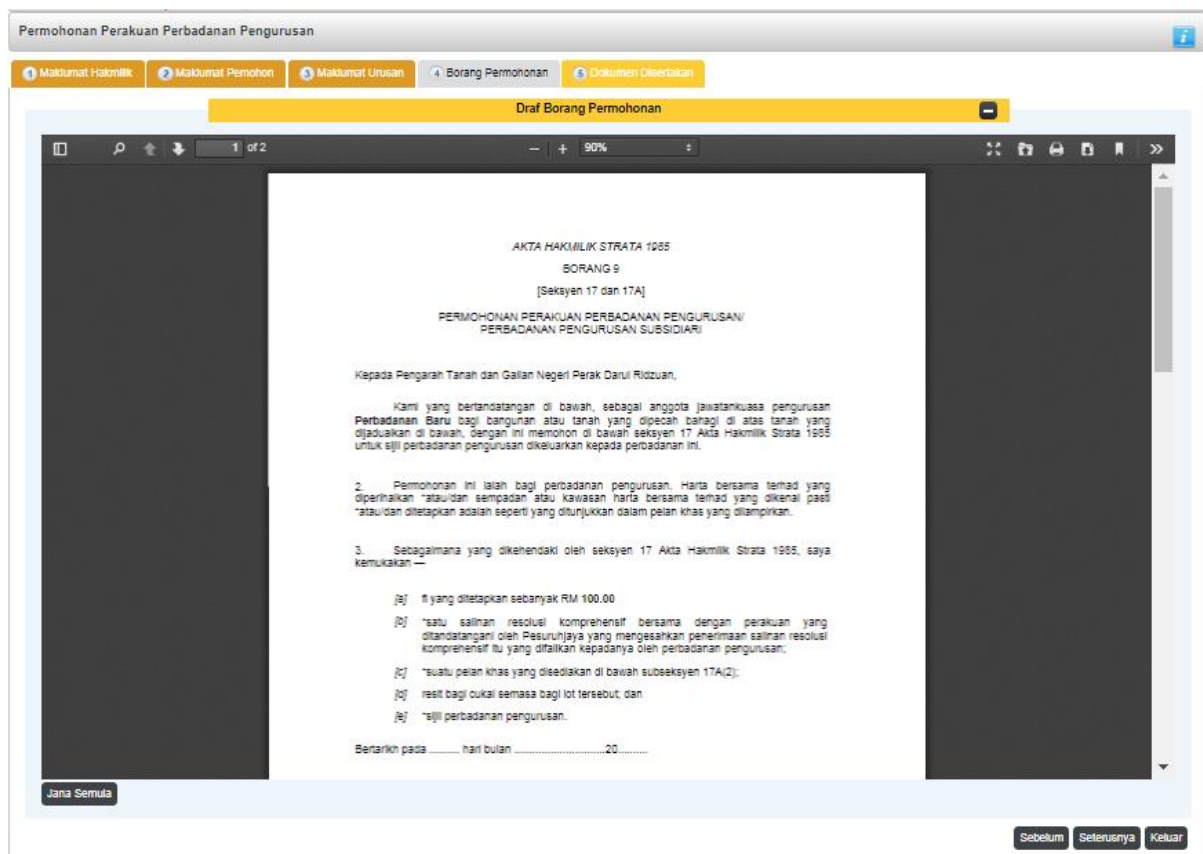 Permohonan Perakuan Perbadanan Pengurusan
1 Maklumat Hakmilik 2 Maklumat Pemohon 3 Maklumat Urusan 4 Borang Permohonan 5 Dokumen Disertakan
Draf Borang Permohonan
1 of 2 90%
AKTA HAKMILIK STRATA 1985
BORANG 9
[Seksyen 17 dan 17A]
PERMOHONAN PERAKUAN PERBADANAN PENGURUSAN/
PERBADANAN PENGURUSAN SUBSIDIARI
Kepada Pengarah Tanah dan Galian Negeri Perak Darul Ridzuan,
Kami yang bertandatangan di bawah, sebagai anggota jawatankuasa pengurusan
Perbadanan Baru bagi bangunan atau tanah yang dipecah bahagi di atas tanah yang
dijadualkan di bawah, dengan ini memohon di bawah seksyen 17 Akta Hakmilik Strata 1985
untuk sijil perbadanan pengurusan dikeluarkan kepada perbadanan ini.
2. Permohonan ini ialah bagi perbadanan pengurusan. Harta bersama terhad yang
diperihalkan *atau/dan sempadan atau kawasan harta bersama terhad yang dikenal pasti
*atau/dan ditetapkan adalah seperti yang ditunjukkan dalam pelan khas yang dilampirkan.
3. Sebagaimana yang dikehendaki oleh seksyen 17 Akta Hakmilik Strata 1985, saya
kemukakan —
[a] fi yang ditetapkan sebanyak RM 100.00
[b] *satu salinan resolusi komprehensif bersama dengan perakuan yang
ditandatangani oleh Pesuruhjaya yang mengesahkan penerimaan salinan resolusi
komprehensif itu yang difailkan kepadanya oleh perbadanan pengurusan;
[c] *suatu pelan khas yang disediakan di bawah subseksyen 17A(2);
[d] resit bagi cukai semasa bagi lot tersebut; dan
[e] *sijil perbadanan pengurusan.
Bertarikh pada .......... hari bulan ..............................20..........
Jana Semula
Sebelum Seterusnya Keluar